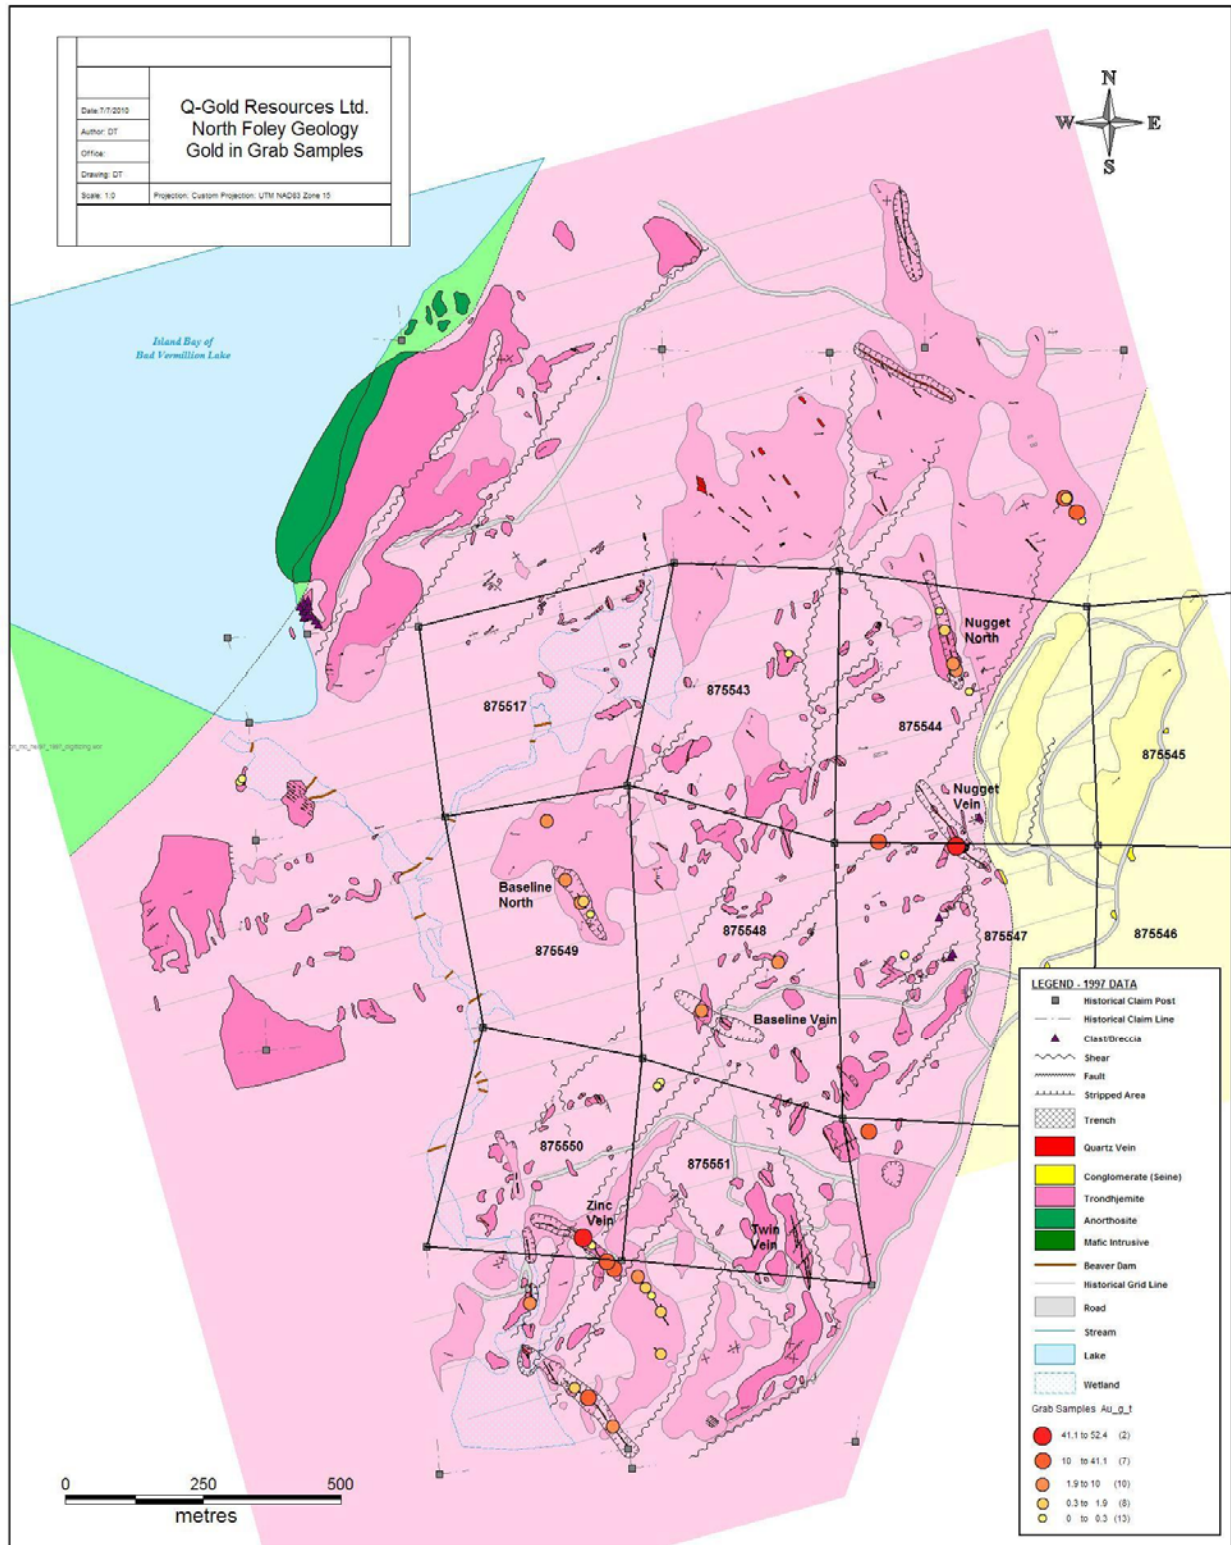 Date:7/7/2010
Author: DT
Office:
Drawing: DT
Scale: 1:0
Q-Gold Resources Ltd.
North Foley Geology
Gold in Grab Samples
Projection: Custom Projection: UTM NAD83 Zone 15
N
W
E
S
Island Bay of
Bad Vermillion Lake
Nugget
North
875517
875543
875544
875545
Nugget
Vein
Baseline
North
875549
875548
875547
875546
Baseline Vein
875550
875551
Zinc
Vein
Twin
Vein
LEGEND - 1997 DATA
Historical Claim Post
Historical Claim Line
Clast/Breccia
Shear
Fault
Stripped Area
Trench
Quartz Vein
Conglomerate (Seine)
Trondhjemite
Anorthosite
Mafic Intrusive
Beaver Dam
Historical Grid Line
Road
Stream
Lake
Wetland
Grab Samples Au_g_t
41.1 to 52.4 (2)
10 to 41.1 (7)
1.9 to 10 (10)
0.3 to 1.9 (8)
0 to 0.3 (13)
0 250 500
metres